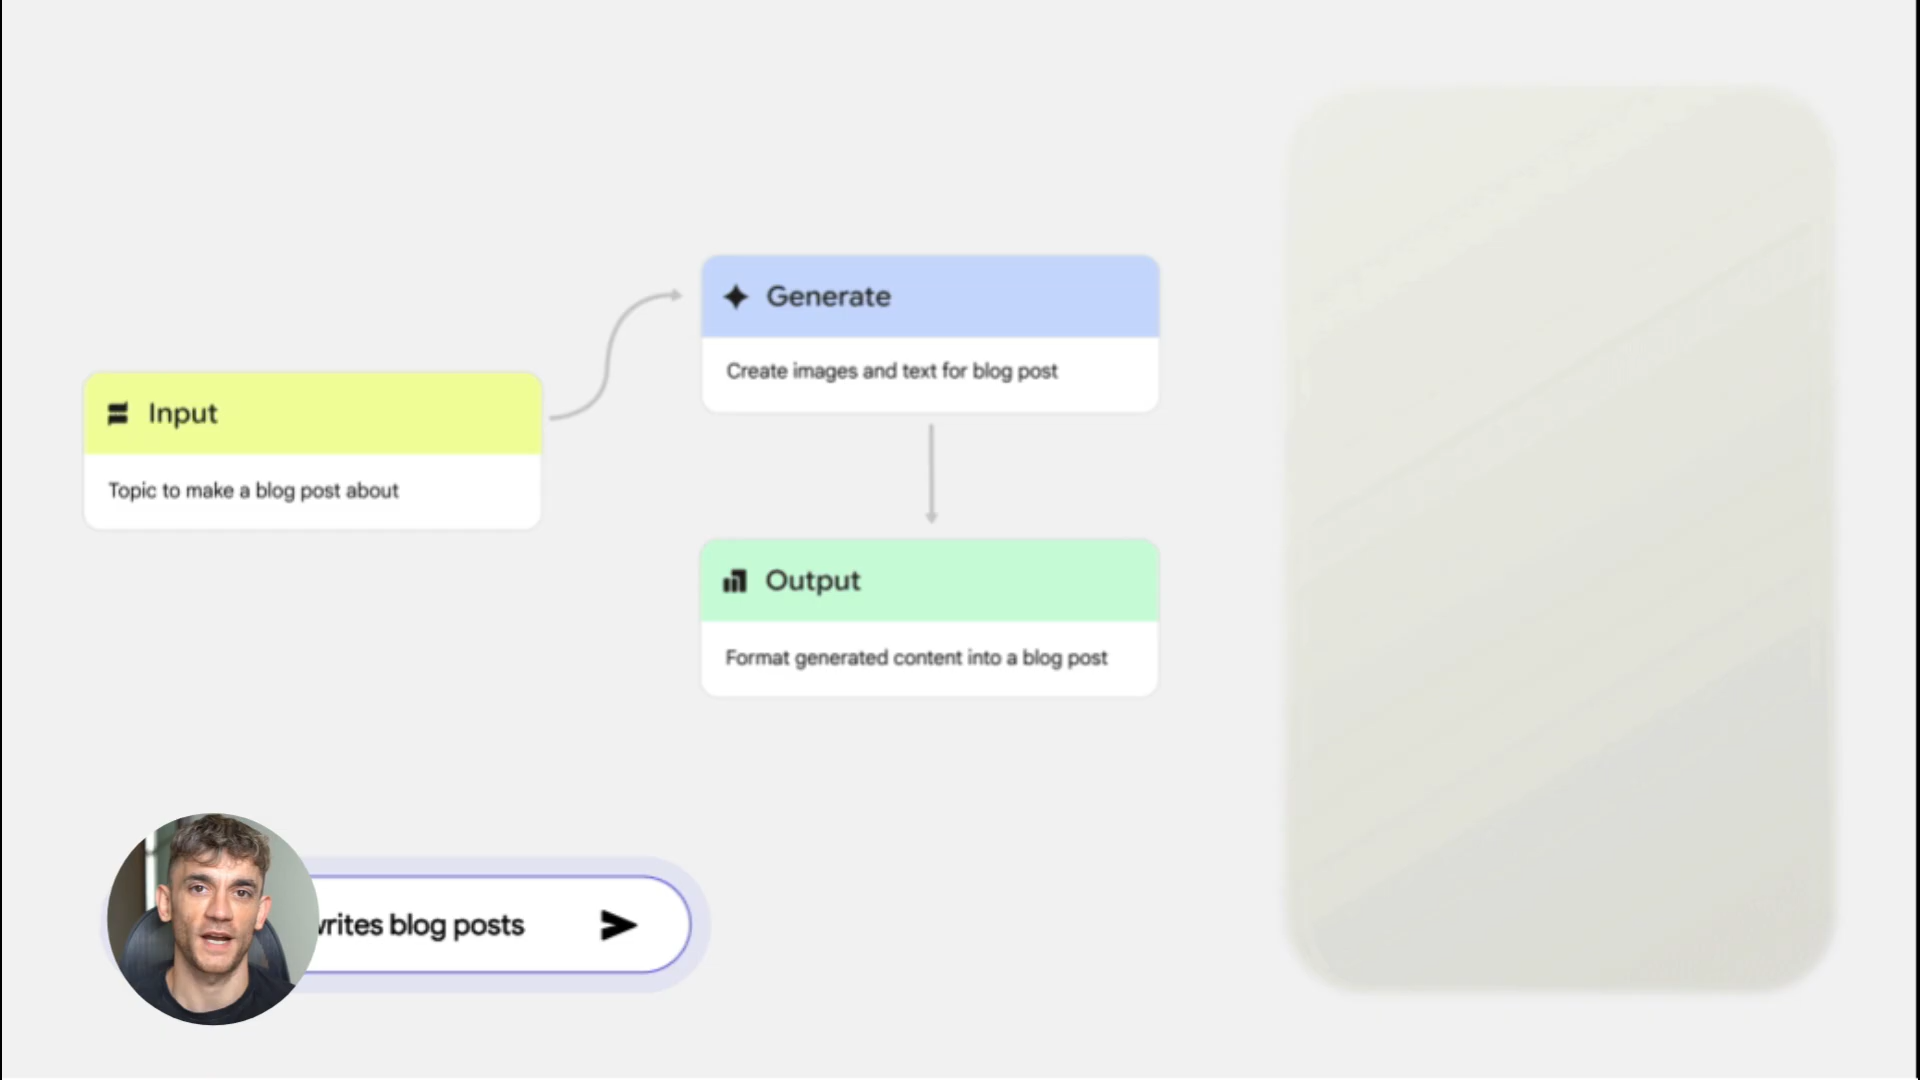 Input
Topic to make a blog post about
Generate
Create images and text for blog post
Output
Format generated content into a blog post
writes blog posts